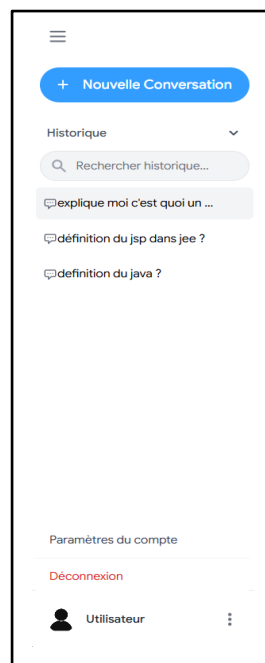 + Nouvelle Conversation
Historique
Rechercher historique...
explique moi c'est quoi un ...
définition du jsp dans jee ?
definition du java ?
Paramètres du compte
Déconnexion
Utilisateur